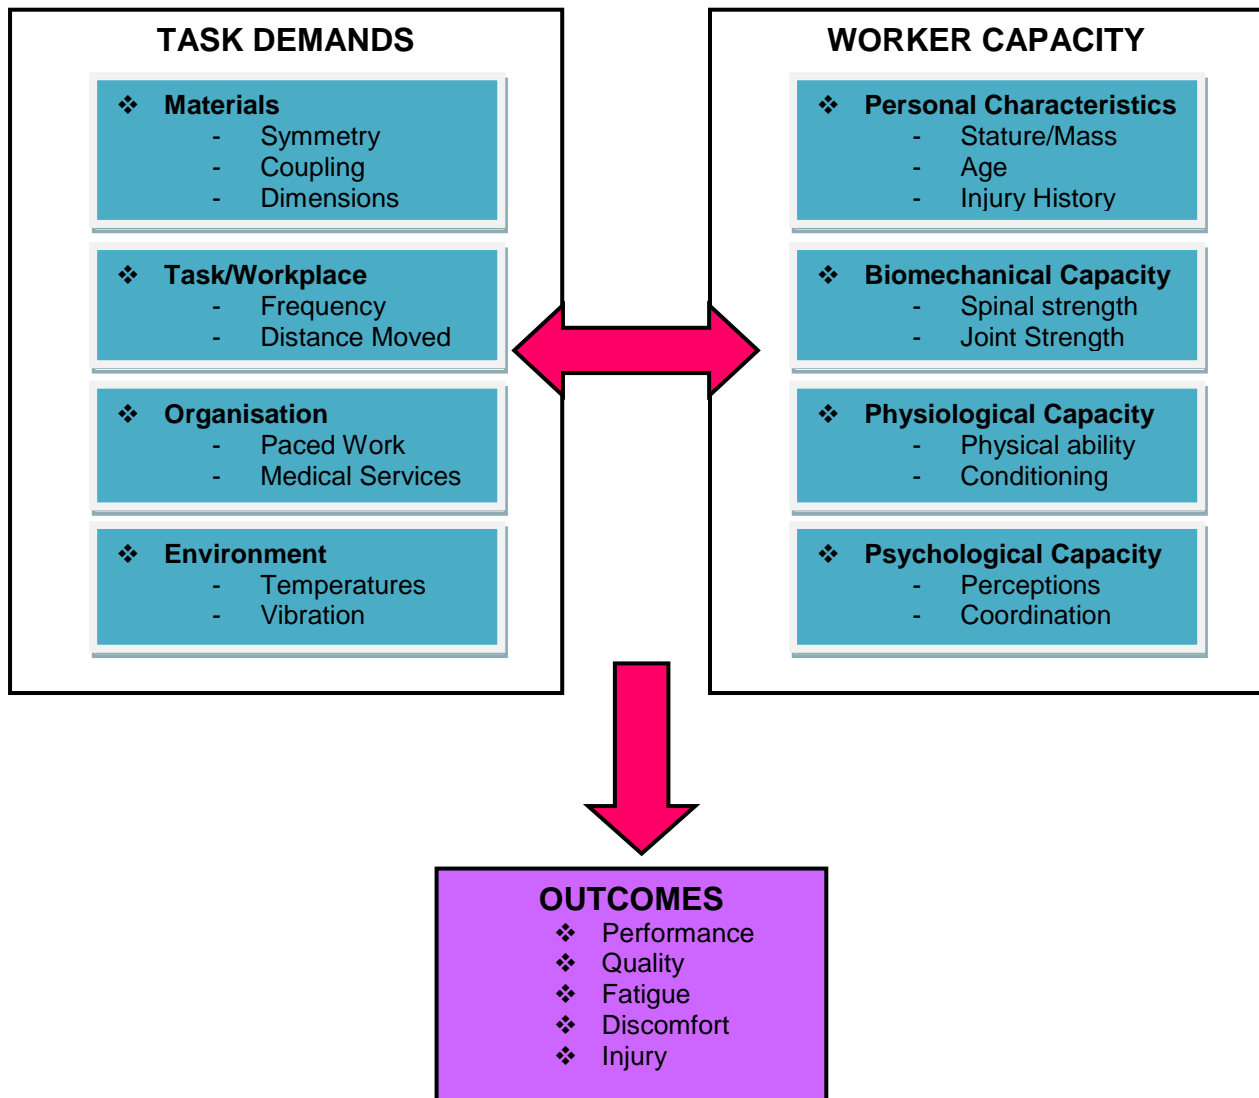 TASK DEMANDS
❖ Materials
- Symmetry
- Coupling
- Dimensions
❖ Task/Workplace
- Frequency
- Distance Moved
❖ Organisation
- Paced Work
- Medical Services
❖ Environment
- Temperatures
- Vibration
WORKER CAPACITY
❖ Personal Characteristics
- Stature/Mass
- Age
- Injury History
❖ Biomechanical Capacity
- Spinal strength
- Joint Strength
❖ Physiological Capacity
- Physical ability
- Conditioning
❖ Psychological Capacity
- Perceptions
- Coordination
OUTCOMES
❖ Performance
❖ Quality
❖ Fatigue
❖ Discomfort
❖ Injury